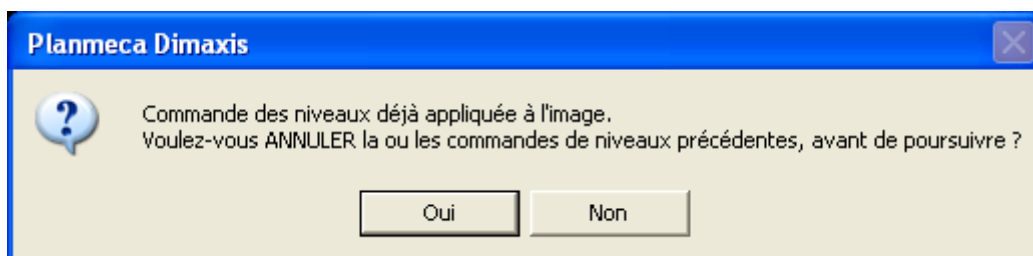 Planmeca Dimaxis
Commande des niveaux déjà appliquée à l'image.
Voulez-vous ANNULER la ou les commandes de niveaux précédentes, avant de poursuivre ?
Oui
Non